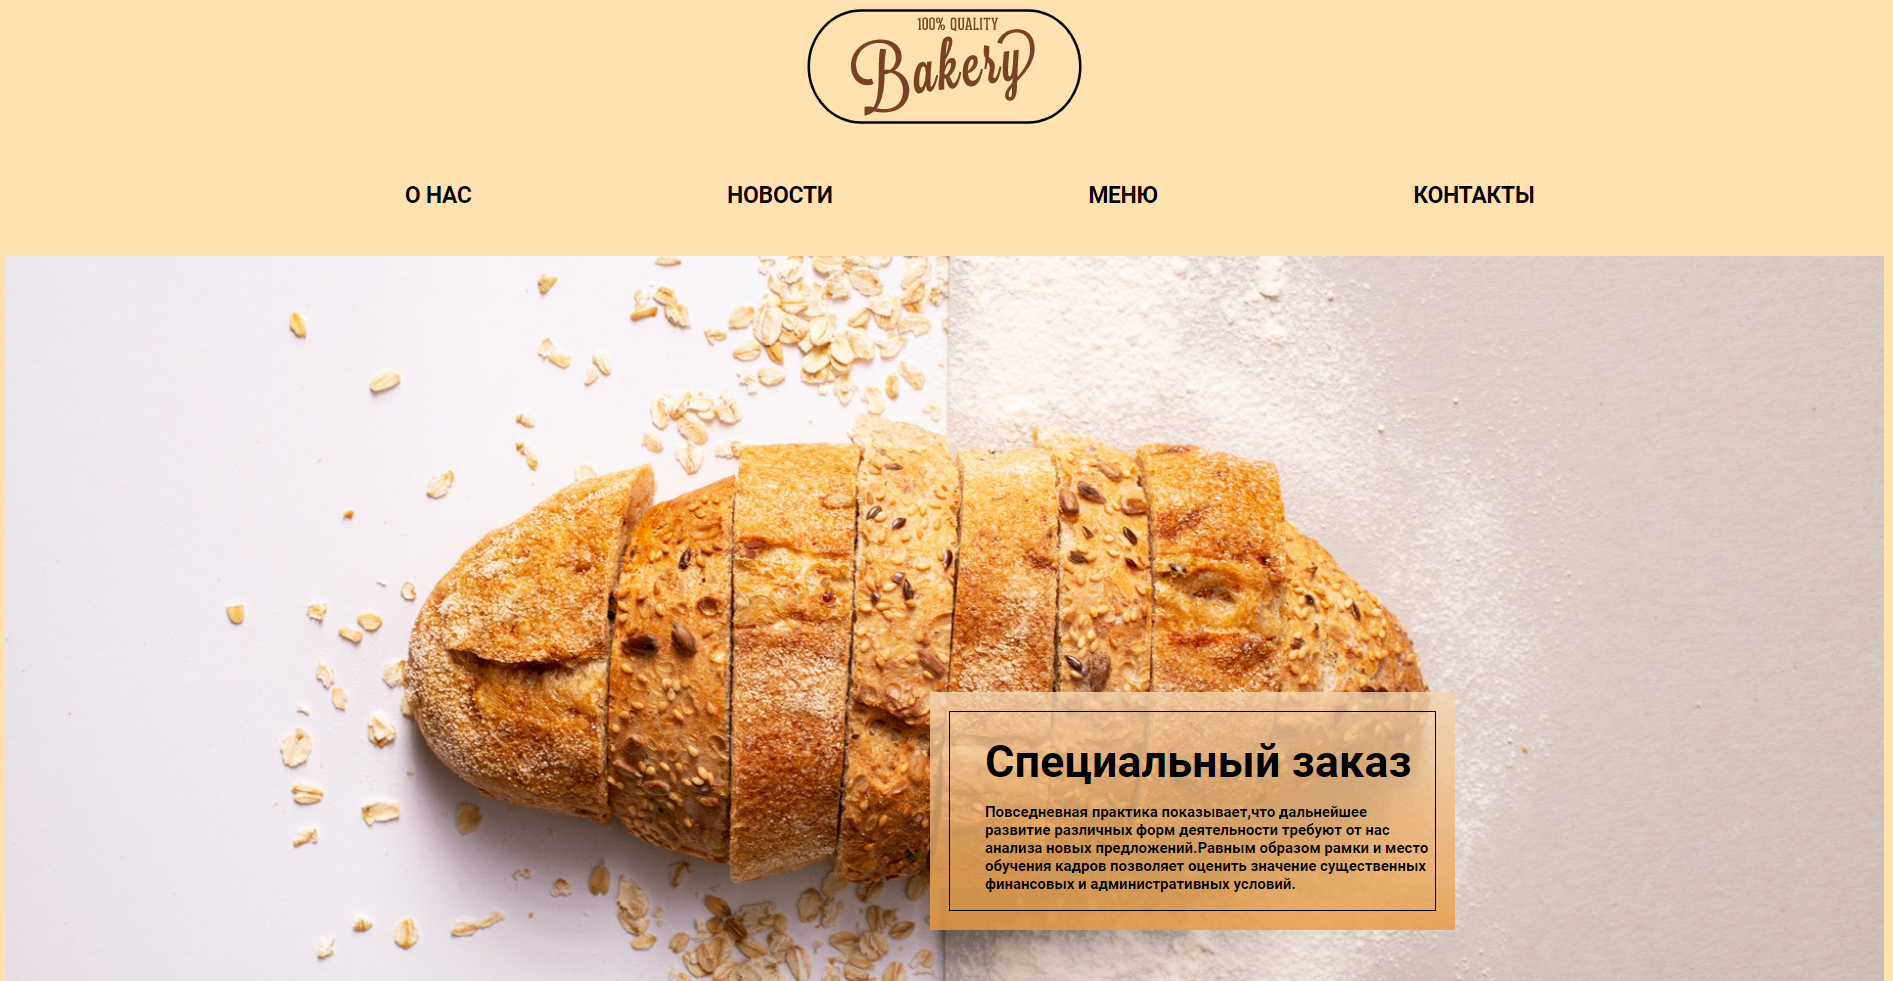 100% QUALITY
Bakery
О НАС
НОВОСТИ
МЕНЮ
КОНТАКТЫ
Специальный заказ
Повседневная практика показывает,что дальнейшее
развитие различных форм деятельности требуют от нас
анализа новых предложений.Равным образом рамки и место
обучения кадров позволяет оценить значение существенных
финансовых и административных условий.